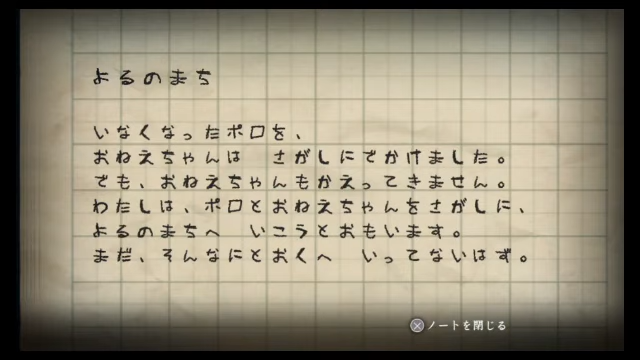 よるのまち
いなくなったポロを、
おねえちゃんは　さがしにでかけました。
でも、おねえちゃんもかえってきません。
わたしは、ポロとおねえちゃんをさがしに、
よるのまちへ　いこうとおもいます。
まだ、そんなにとおくへ　いってないはず。
ノートを閉じる